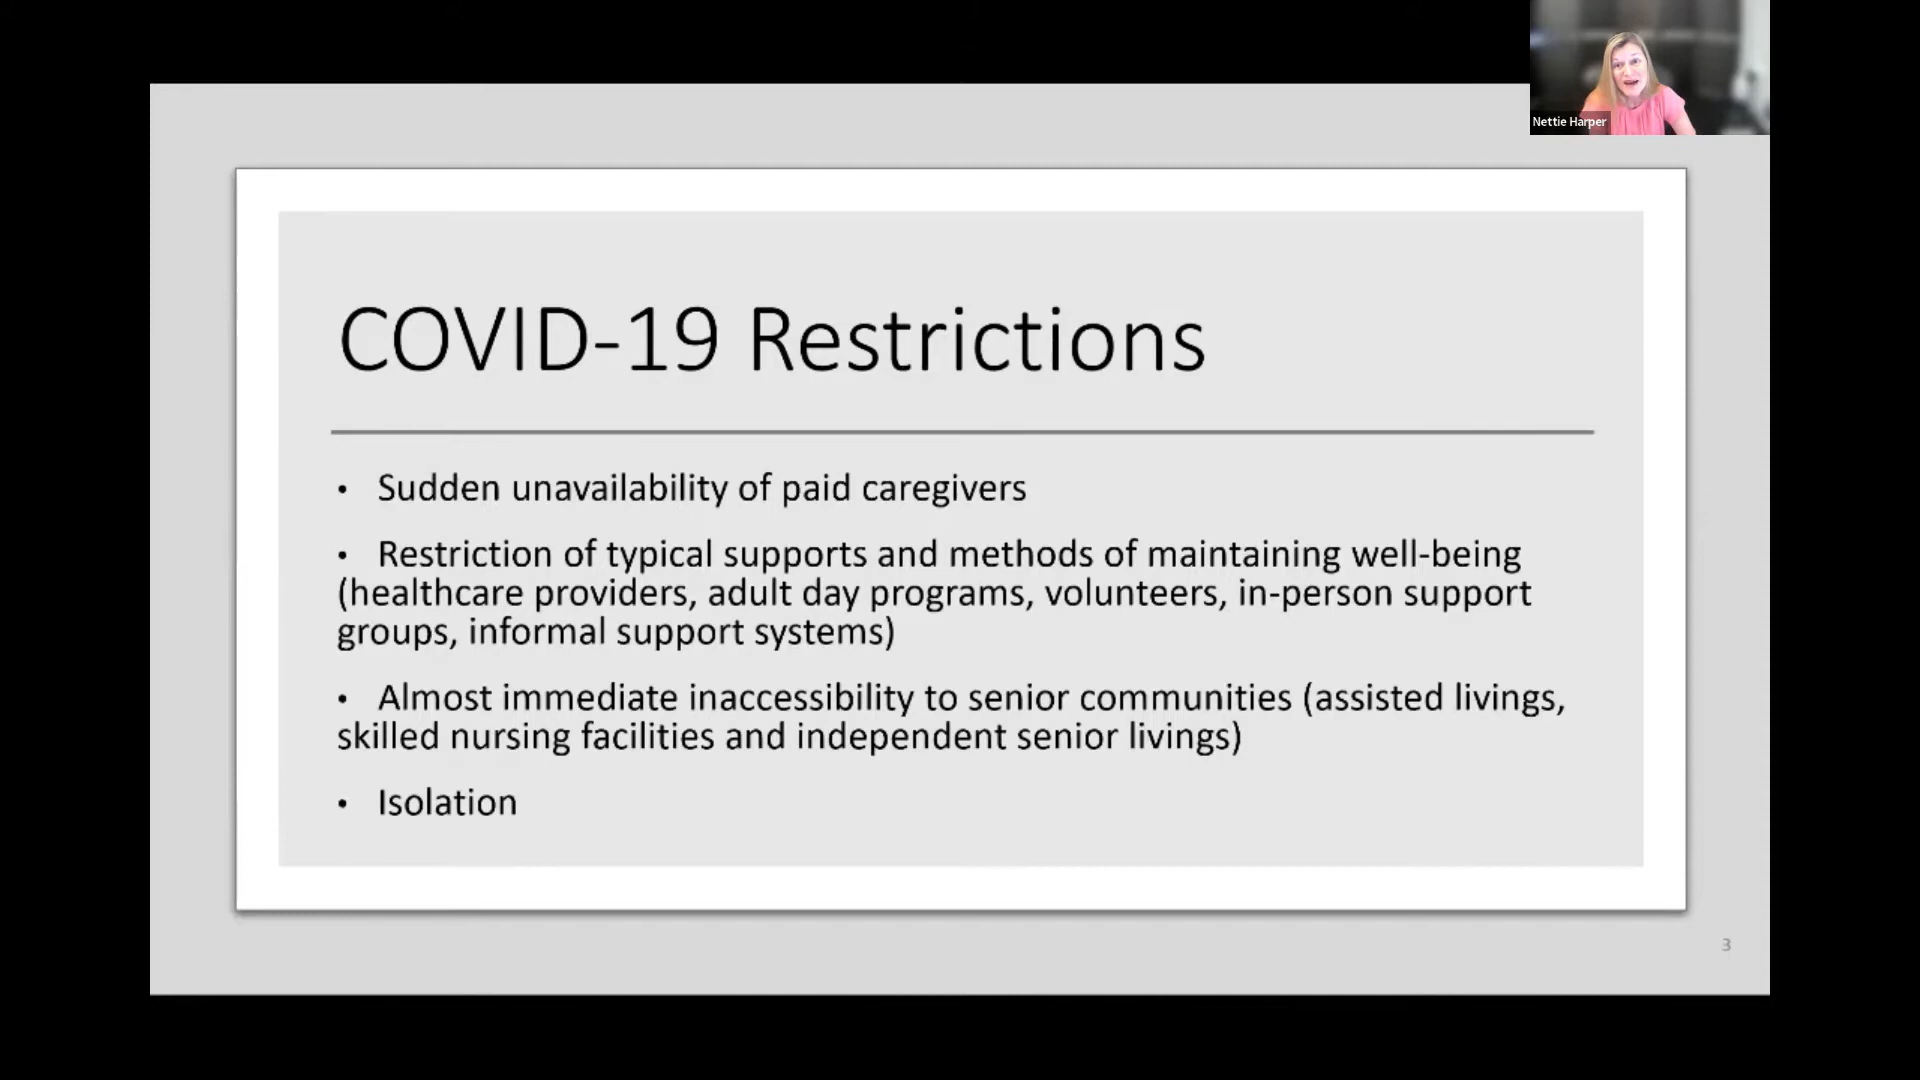 Nettie Harper
COVID-19 Restrictions
• Sudden unavailability of paid caregivers
• Restriction of typical supports and methods of maintaining well-being
(healthcare providers, adult day programs, volunteers, in-person support
groups, informal support systems)
• Almost immediate inaccessibility to senior communities (assisted livings,
skilled nursing facilities and independent senior livings)
• Isolation
3